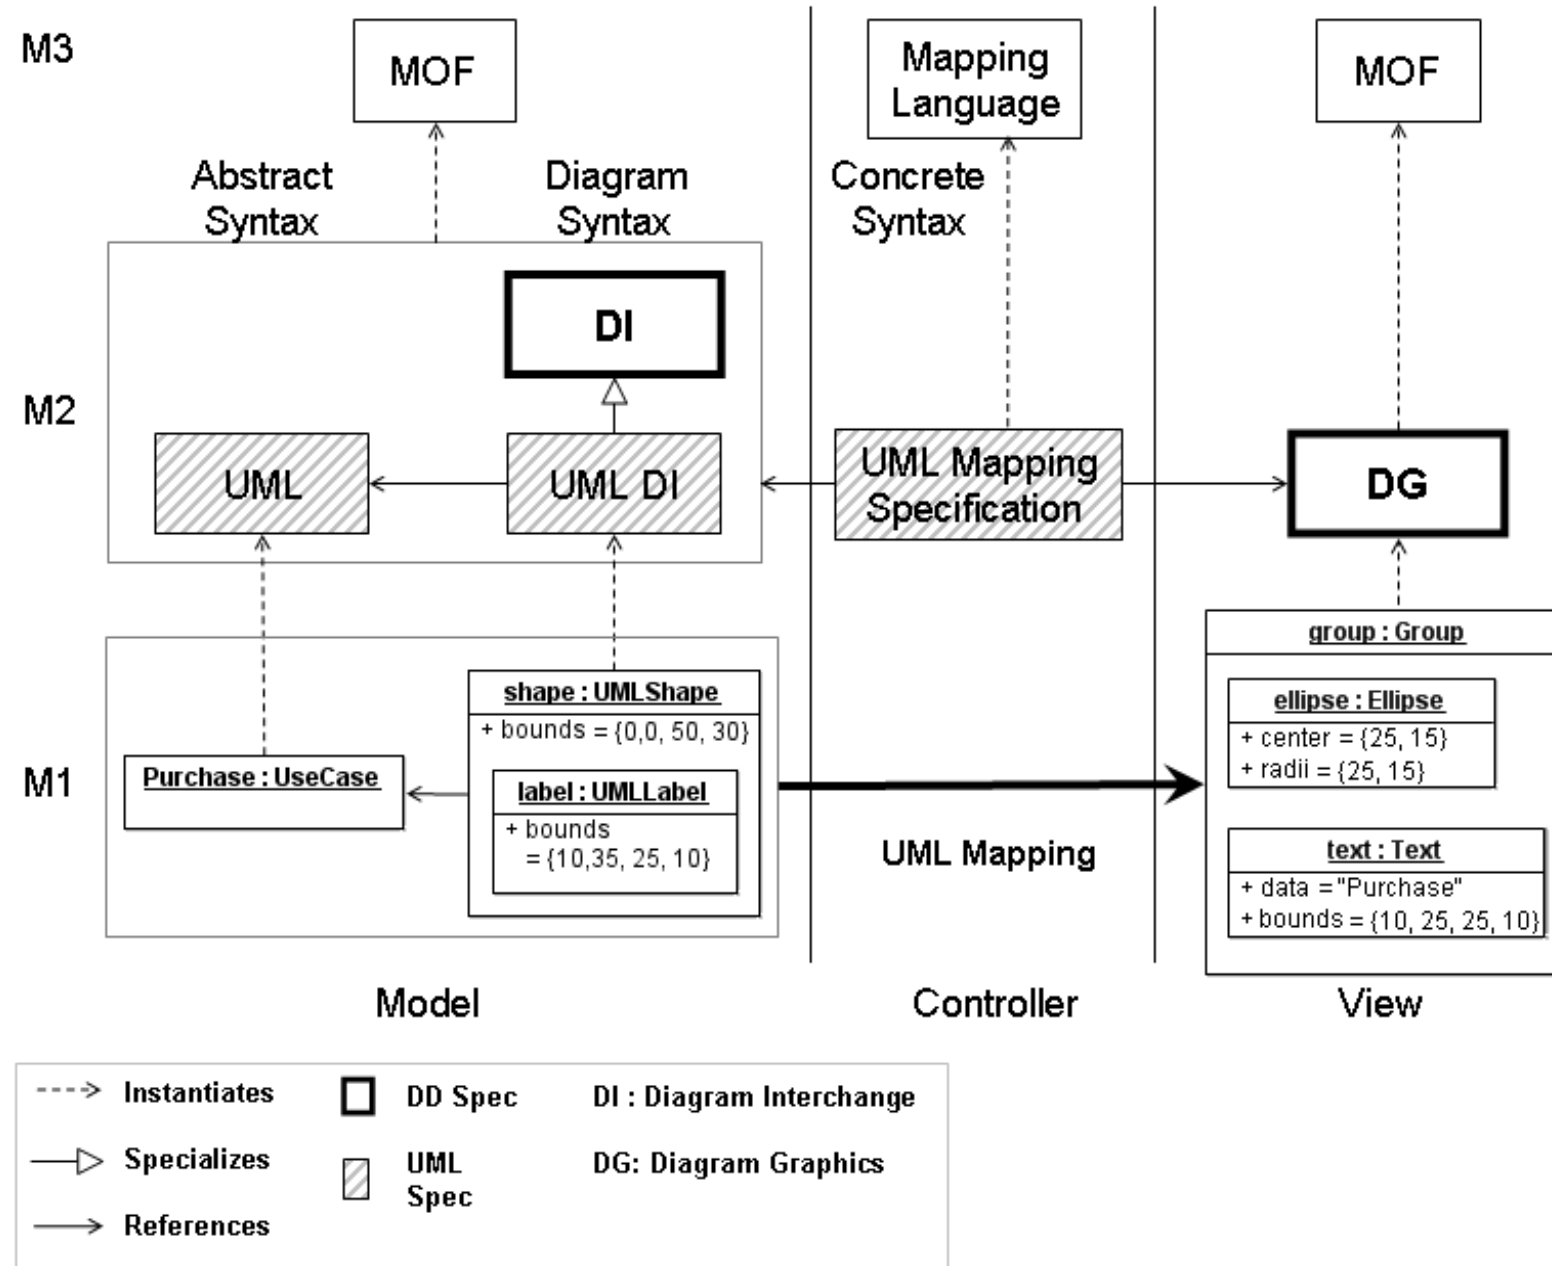 M3
MOF
Mapping
Language
MOF
Abstract
Syntax
Diagram
Syntax
Concrete
Syntax
DI
M2
UML
UML DI
UML Mapping
Specification
DG
M1
Purchase : UseCase
shape : UMLShape
+ bounds = {0,0, 50, 30}
label : UMLLabel
+ bounds
= {10,35, 25, 10}
UML Mapping
group : Group
ellipse : Ellipse
+ center = {25, 15}
+ radii = {25, 15}
text : Text
+ data = "Purchase"
+ bounds = {10, 25, 25, 10}
Model
Controller
View
Instantiates
DD Spec
DI : Diagram Interchange
Specializes
UML
Spec
DG: Diagram Graphics
References